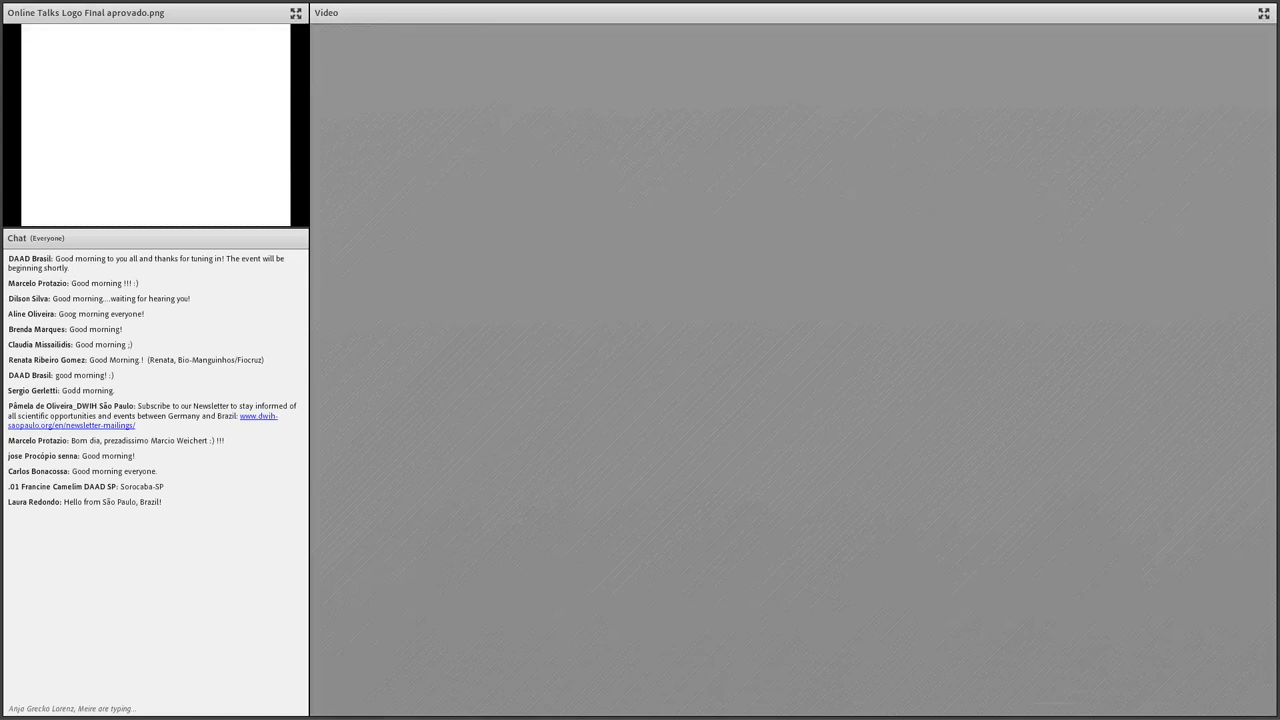 Online Talks Logo FInal aprovado.png
Video
Chat (Everyone)
DAAD Brasil: Good morning to you all and thanks for tuning in! The event will be
beginning shortly.
Marcelo Protazio: Good morning !!! :)
Dilson Silva: Good morning....waiting for hearing you!
Aline Oliveira: Goog morning everyone!
Brenda Marques: Good morning!
Claudia Missailidis: Good morning ;)
Renata Ribeiro Gomez: Good Morning.! (Renata, Bio-Manguinhos/Fiocruz)
DAAD Brasil: good morning! :)
Sergio Gerletti: Godd morning.
Pâmela de Oliveira_DWIH São Paulo: Subscribe to our Newsletter to stay informed of
all scientific opportunities and events between Germany and Brazil: www.dwih-
saopaulo.org/en/newsletter-mailings/
Marcelo Protazio: Bom dia, prezadissimo Marcio Weichert :) !!!
jose Procópio senna: Good morning!
Carlos Bonacossa: Good morning everyone.
.01 Francine Camelim DAAD SP: Sorocaba-SP
Laura Redondo: Hello from São Paulo, Brazil!
Anja Grecko Lorenz, Meire are typing...